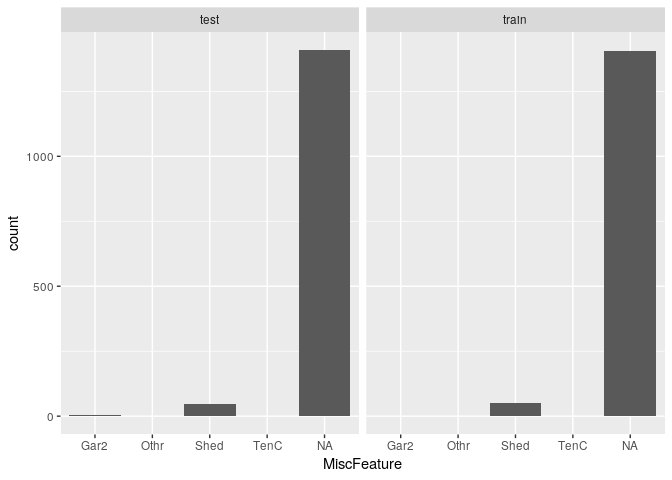 test train
1000
500
0
count
Gar2 Othr Shed TenC NA Gar2 Othr Shed TenC NA
MiscFeature